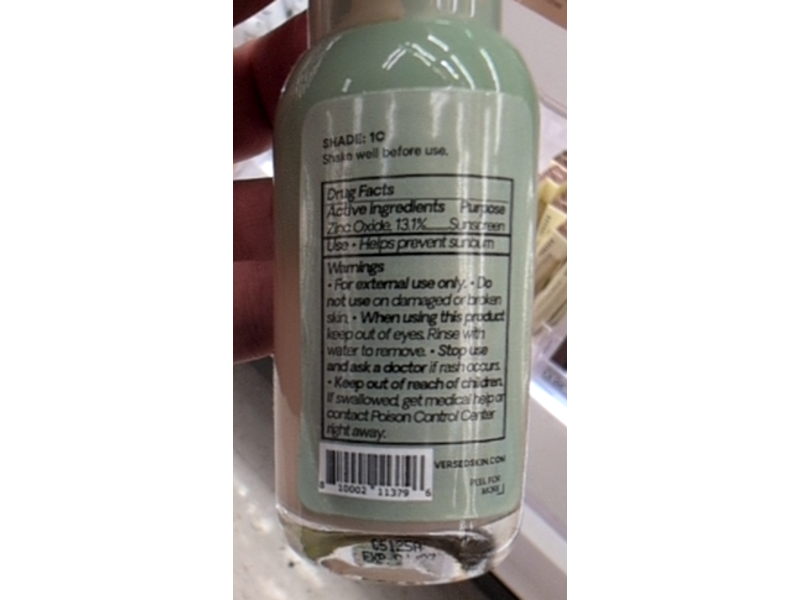 SHADE: 1C
Shake well before use.
Drug Facts
Active Ingredients Purpose
Zinc Oxide, 13.1%.....Sunscreen
Use • Helps prevent sunburn
Warnings
• For external use only. • Do
not use on damaged or broken
skin. • When using this product
keep out of eyes. Rinse with
water to remove. • Stop use
and ask a doctor if rash occurs.
• Keep out of reach of children.
If swallowed, get medical help or
contact Poison Control Center
right away.
VERSEDSKIN.COM
PEEL FOR
MORE
8 10002 11379 6
G5125A
EXP